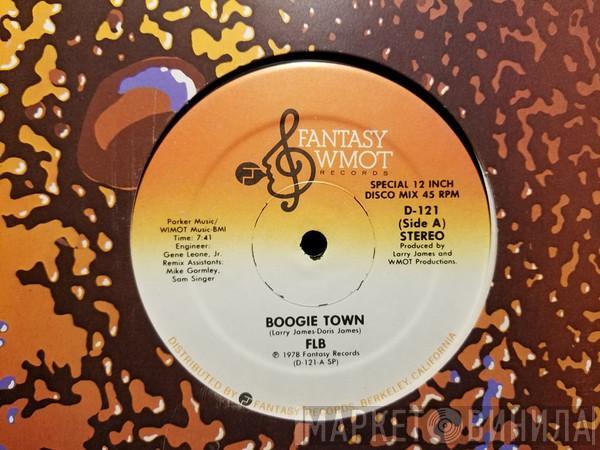 FANTASY
WMOT
RECORDS
SPECIAL 12 INCH
DISCO MIX 45 RPM
D-121
(Side A)
STEREO
Produced by
Larry James and
WMOT Productions.
Parker Music/
WIMOT Music-BMI
Time: 7:41
Engineer:
Gene Leone, Jr.
Remix Assistants:
Mike Gormley,
Sam Singer
BOOGIE TOWN
(Larry James-Doris James)
FLB
℗ 1978 Fantasy Records
(D-121-A SP)
DISTRIBUTED BY FANTASY RECORDS, BERKELEY, CALIFORNIA
МАРКЕТ ВИНИЛА